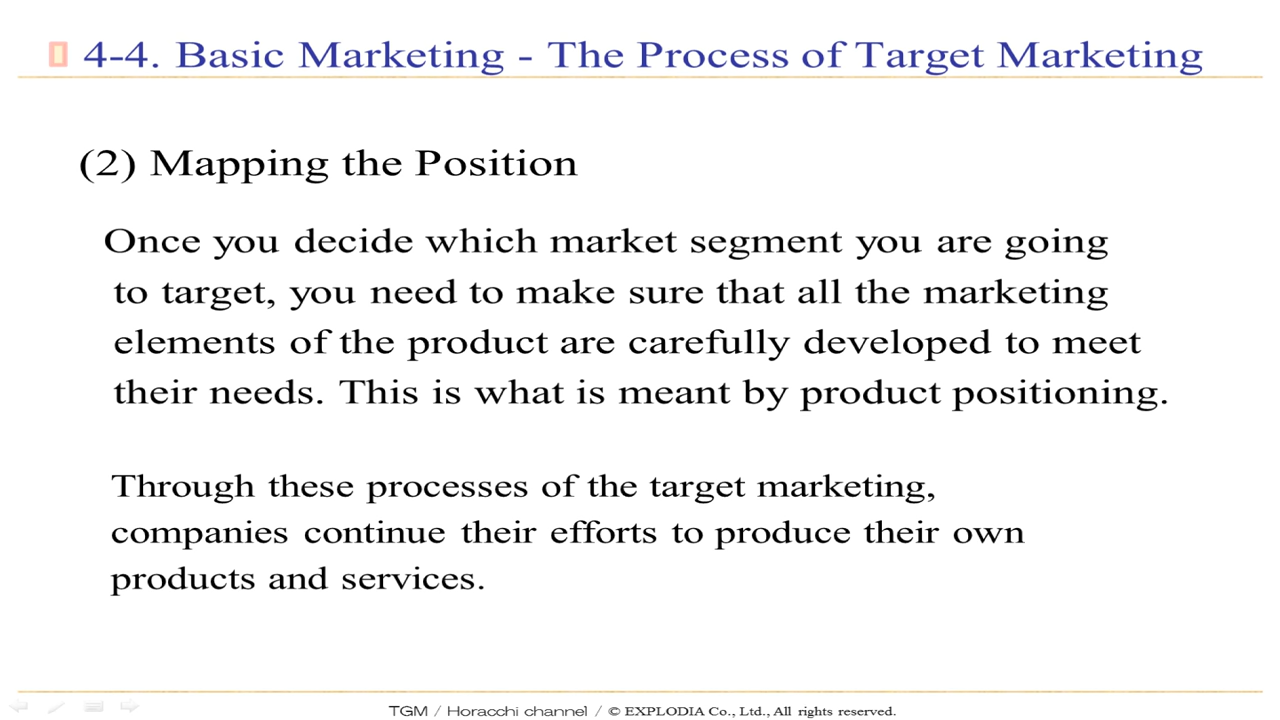 4-4. Basic Marketing - The Process of Target Marketing
(2) Mapping the Position
Once you decide which market segment you are going
to target, you need to make sure that all the marketing
elements of the product are carefully developed to meet
their needs. This is what is meant by product positioning.
Through these processes of the target marketing,
companies continue their efforts to produce their own
products and services.
TGM / Horacchi channel / © EXPLODIA Co., Ltd., All rights reserved.